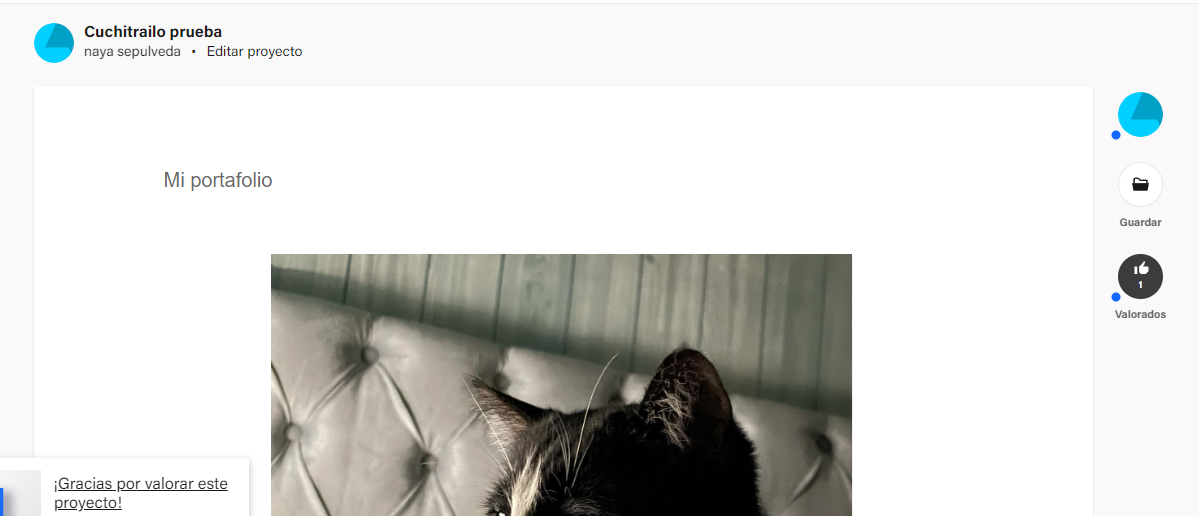 Cuchitrailo prueba
naya sepulveda • Editar proyecto
Mi portafolio
Guardar
1
Valorados
¡Gracias por valorar este
proyecto!